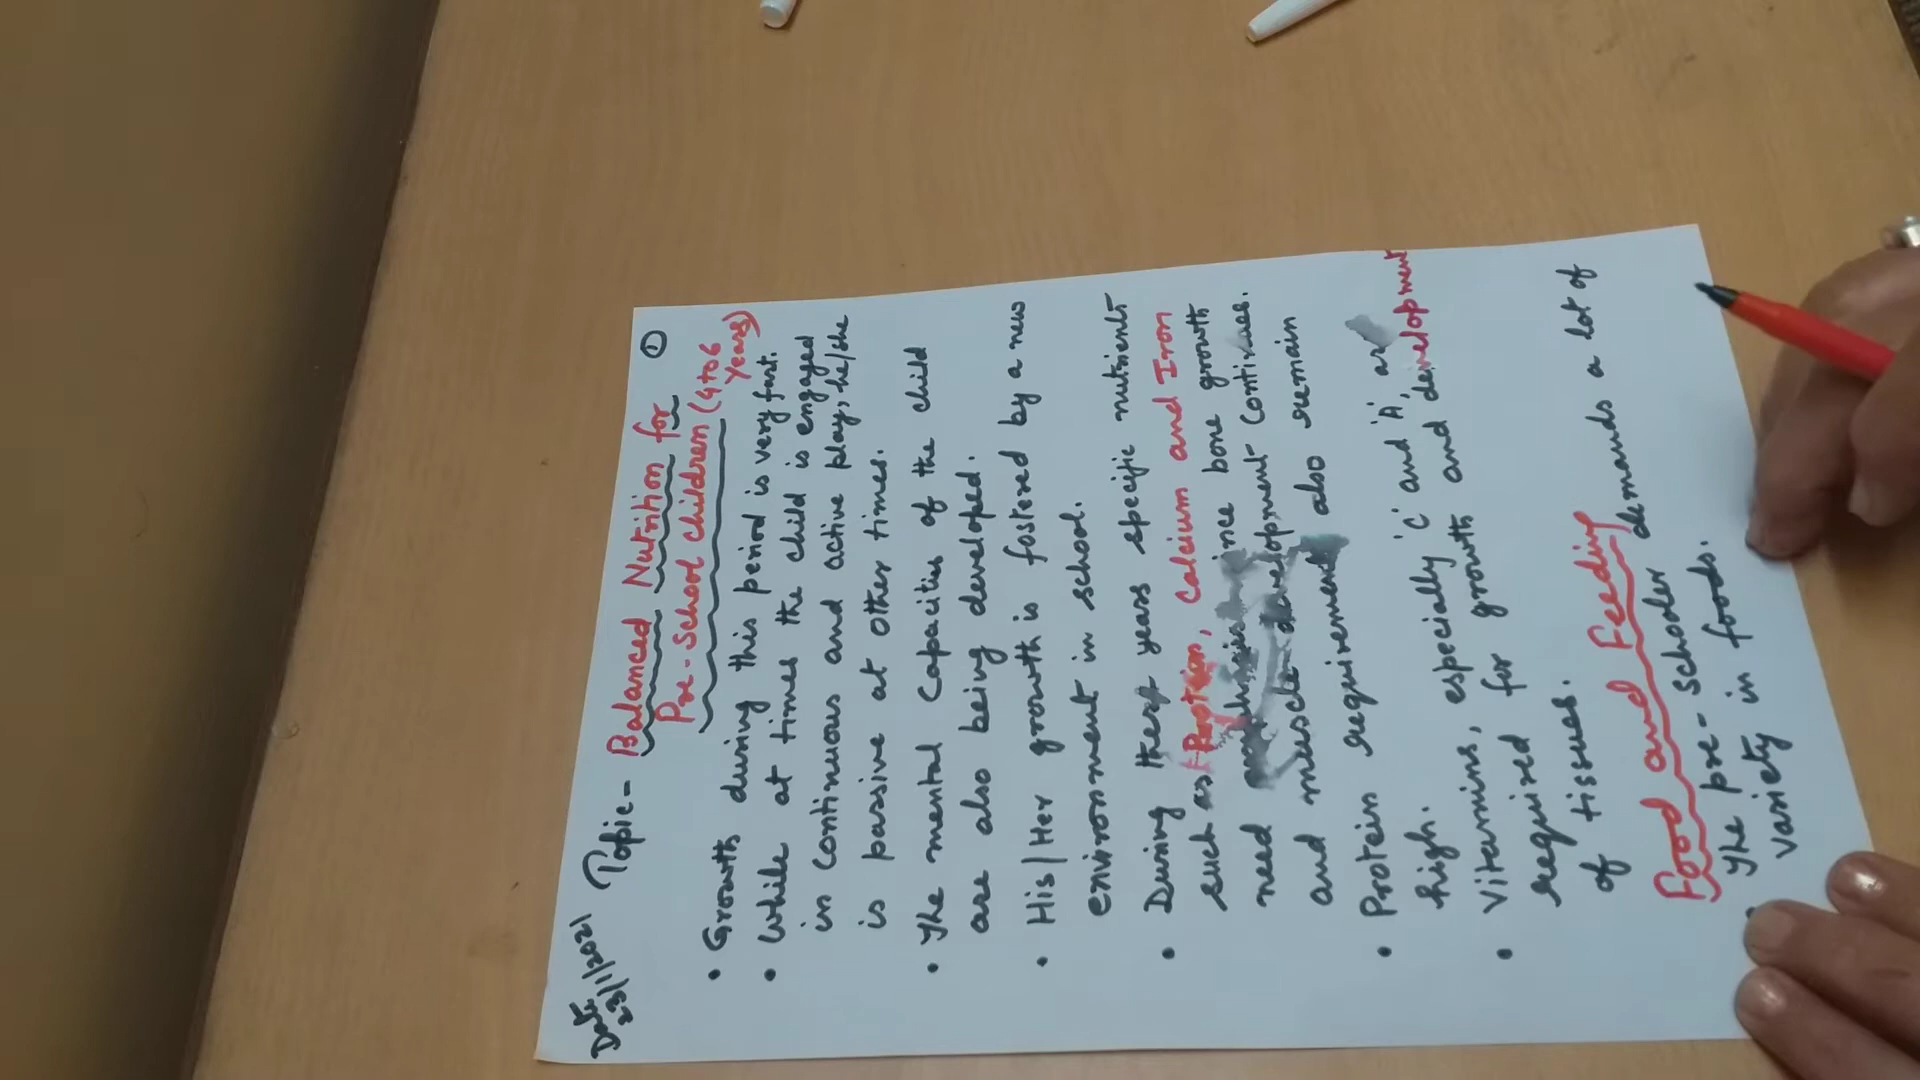 Date 23/1/2021
①
Topic- Balanced Nutrition for
Pre-School children (4 to 6 Years)
• Growth during this period is very fast.
• While at times the child is engaged
in continuous and active play, he/she
is passive at other times.
• The mental Capacities of the child
are also being developed.
• His/Her growth is fostered by a new
environment in school.
• During these years specific nutrients
such as Protein, Calcium and Iron
need since bone growth
and muscle development Continues.
• Protein requirements also remain
high.
• Vitamins, especially 'C' and 'A', are
required for growth and development
of tissues.
Food and Feeding
• The pre-schooler demands a lot of
variety in foods.